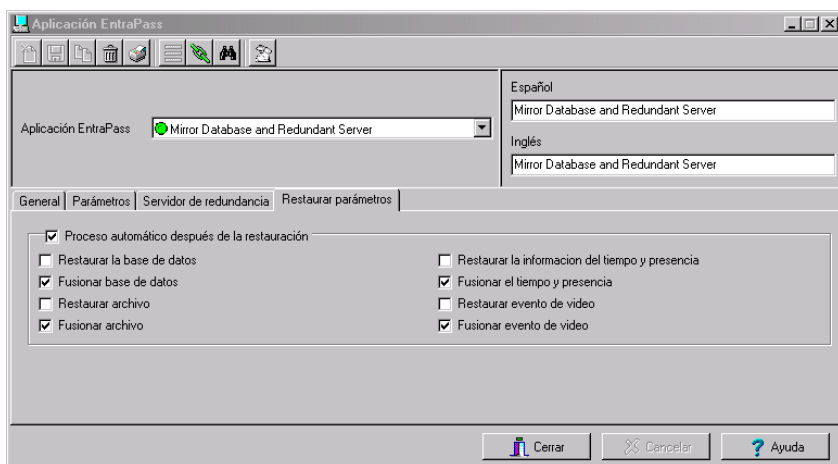 Aplicación EntraPass
Aplicación EntraPass
Mirror Database and Redundant Server
Español
Mirror Database and Redundant Server
Inglés
Mirror Database and Redundant Server
General
Parámetros
Servidor de redundancia
Restaurar parámetros
Proceso automático después de la restauración
Restaurar la base de datos
Fusionar base de datos
Restaurar archivo
Fusionar archivo
Restaurar la informacion del tiempo y presencia
Fusionar el tiempo y presencia
Restaurar evento de video
Fusionar evento de video
Cerrar
Cancelar
Ayuda